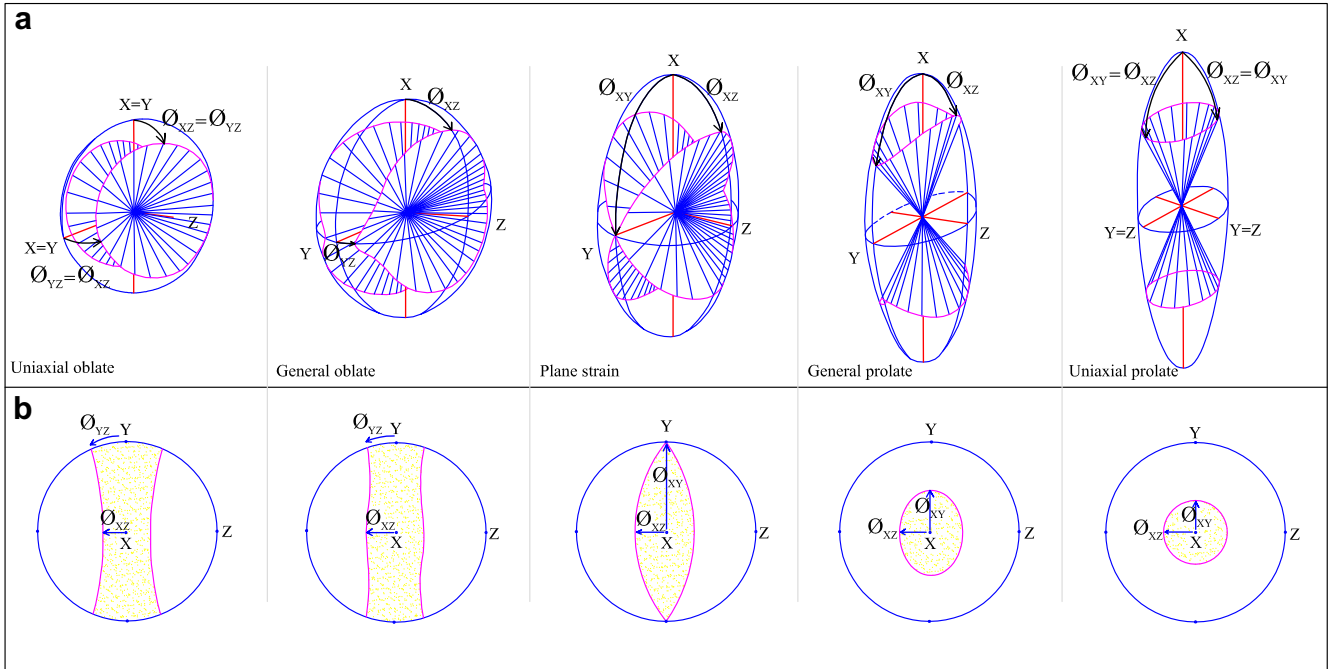 a
X=Y
Ø_XZ=Ø_YZ
Z
X=Y
Ø_YZ=Ø_XZ
Uniaxial oblate
X
Ø_XZ
Z
Y
Ø_YZ
General oblate
X
Ø_XY
Ø_XZ
Y
Z
Plane strain
X
Ø_XY
Ø_XZ
Y
Z
General prolate
X
Ø_XY=Ø_XZ
Ø_XZ=Ø_XY
Y=Z
Y=Z
Uniaxial prolate
b
Ø_YZ
Y
Ø_XZ
X
Z
Ø_YZ
Y
Ø_XZ
X
Z
Y
Ø_XY
Ø_XZ
X
Z
Y
Ø_XY
Ø_XZ
X
Z
Y
Ø_XY
Ø_XZ
X
Z